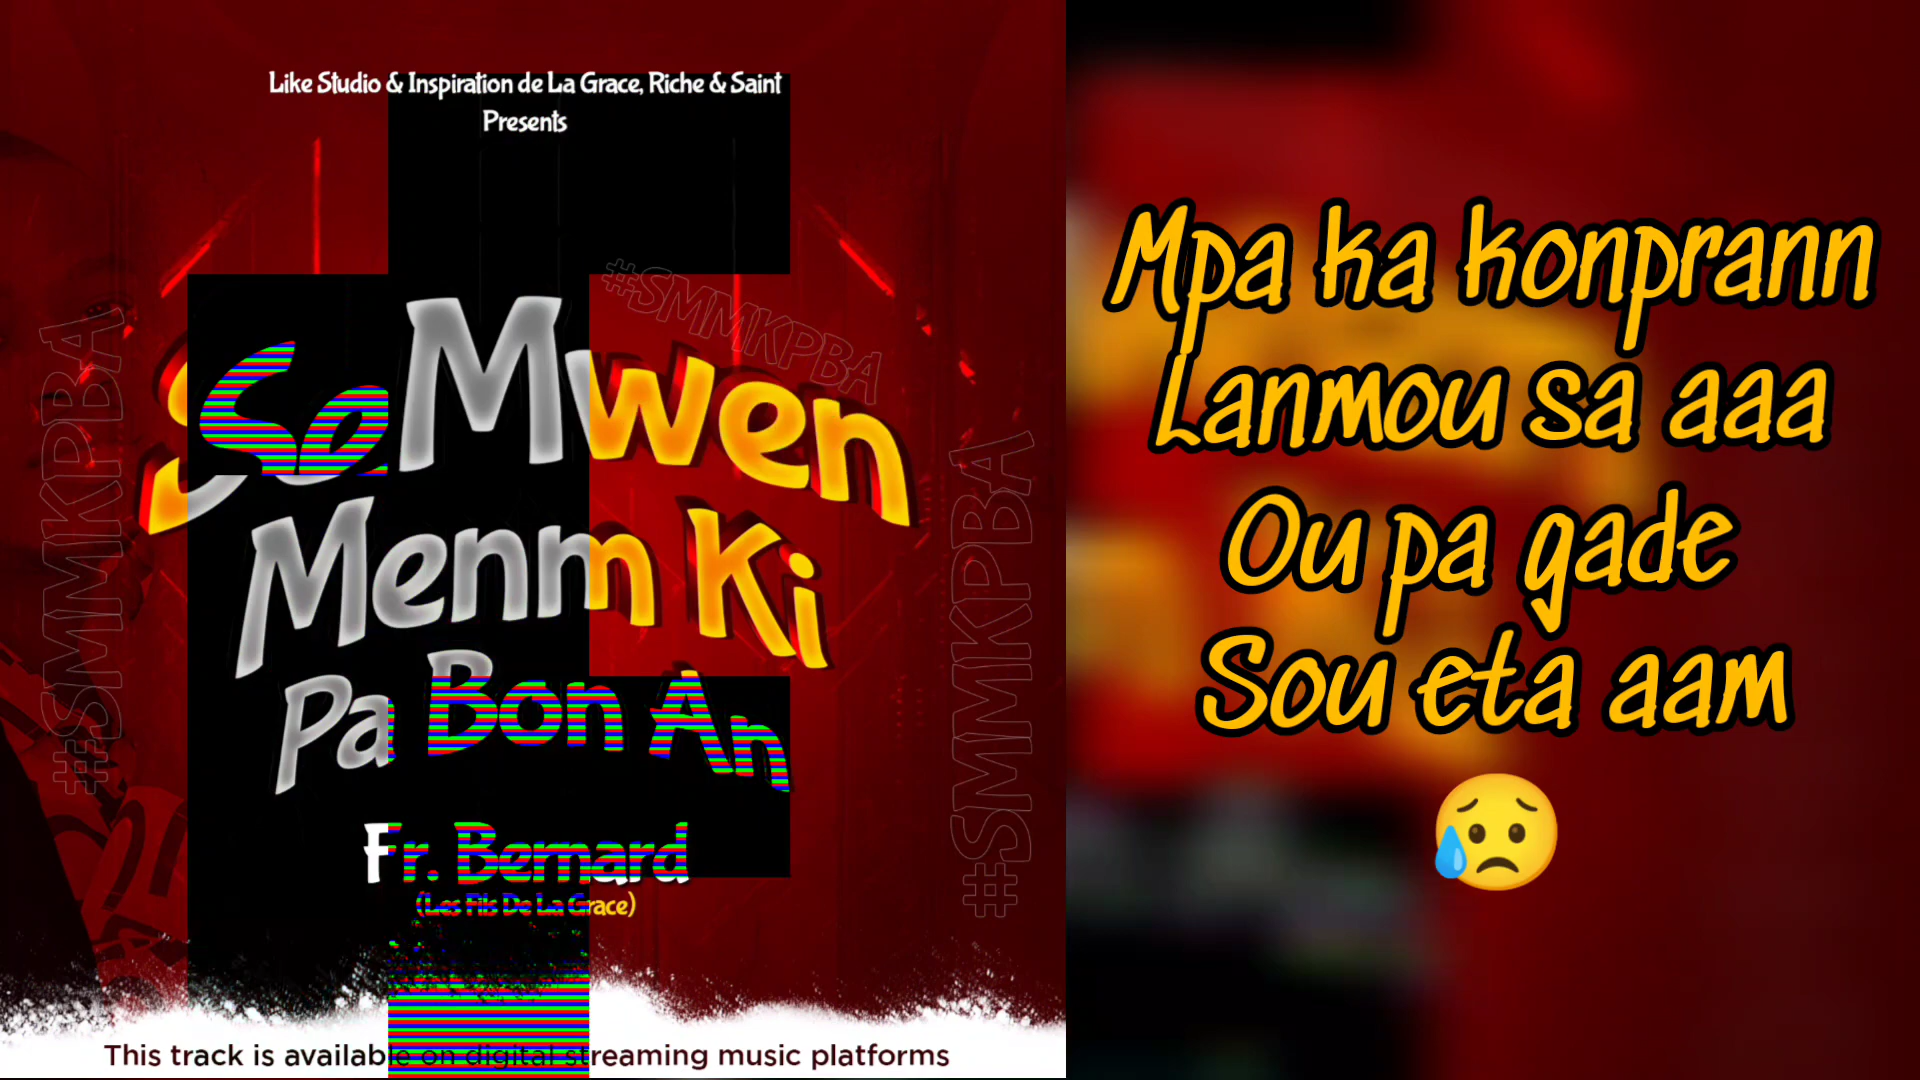 Like Studio & Inspiration de La Grace, Riche & Saint
Presents
#SMMKPBA
#SMMKPBA
#SMMKPBA
Sa Mwen
Menm Ki
Pa Bon An
Fr. Bernard
(Les Fils De La Grace)
This track is available on digital streaming music platforms
Mpa ka konprann
Lanmou sa aaa
Ou pa gade
Sou eta aam